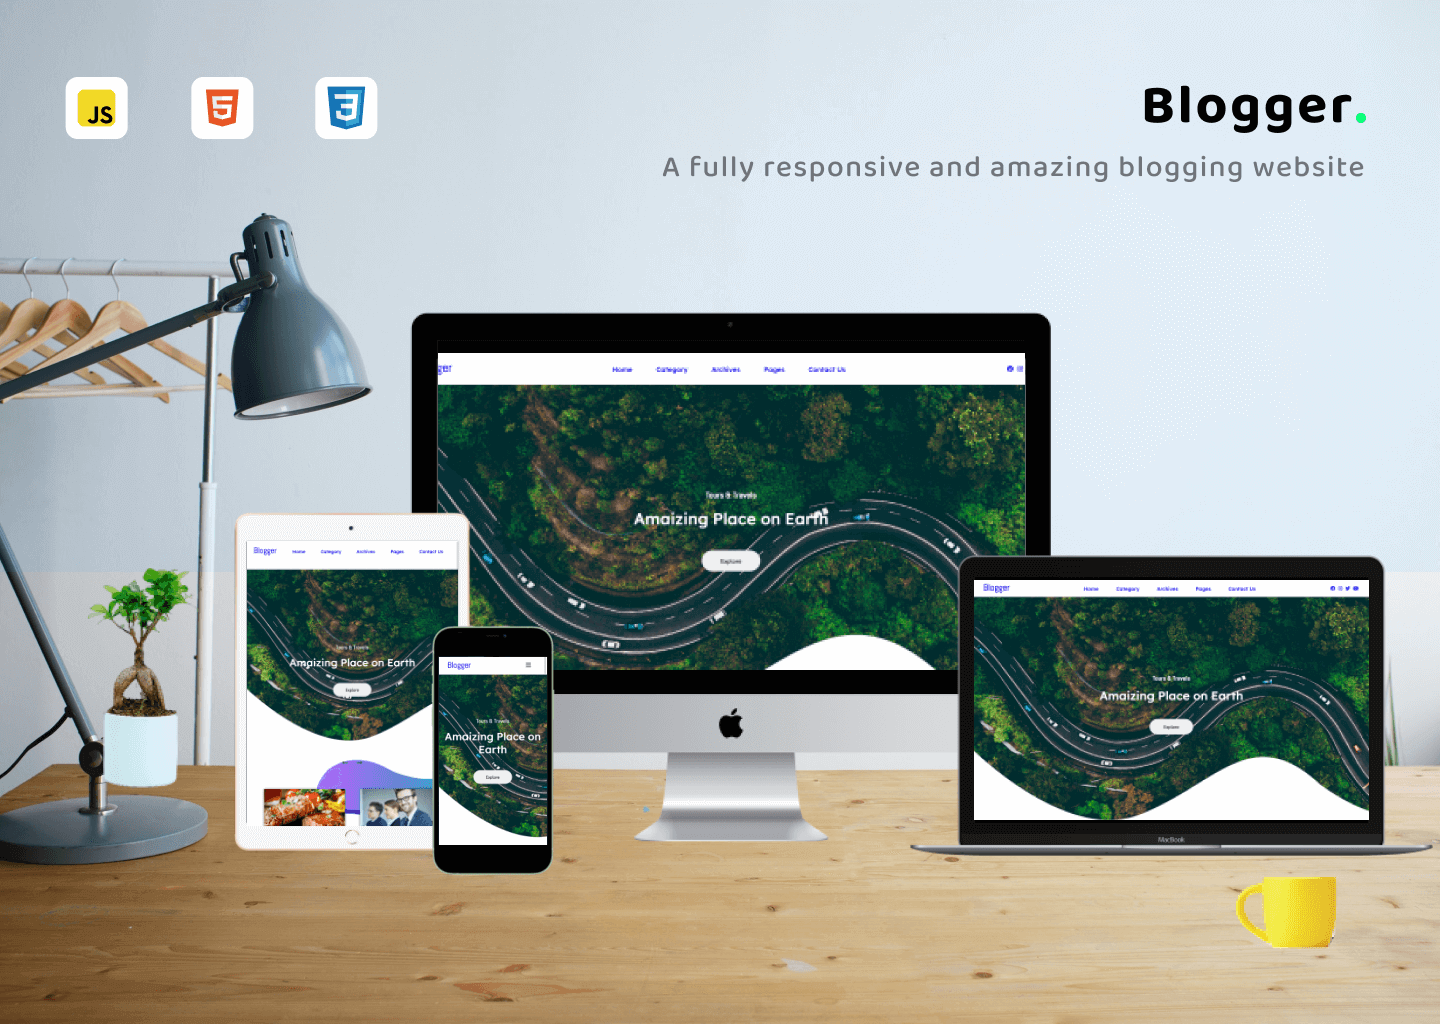 JS
5
3
Blogger.
A fully responsive and amazing blogging website
gger
Home Category Archives Pages Contact Us
Tours & Travels
Amaizing Place on Earth
Explore
Blogger
Home Category Archives Pages Contact Us
Tours & Travels
Amaizing Place on Earth
Explore
Blogger
Tours & Travels
Amaizing Place on
Earth
Explore
Blogger
Home Category Archives Pages Contact Us
Tours & Travels
Amaizing Place on Earth
Explore
MacBook